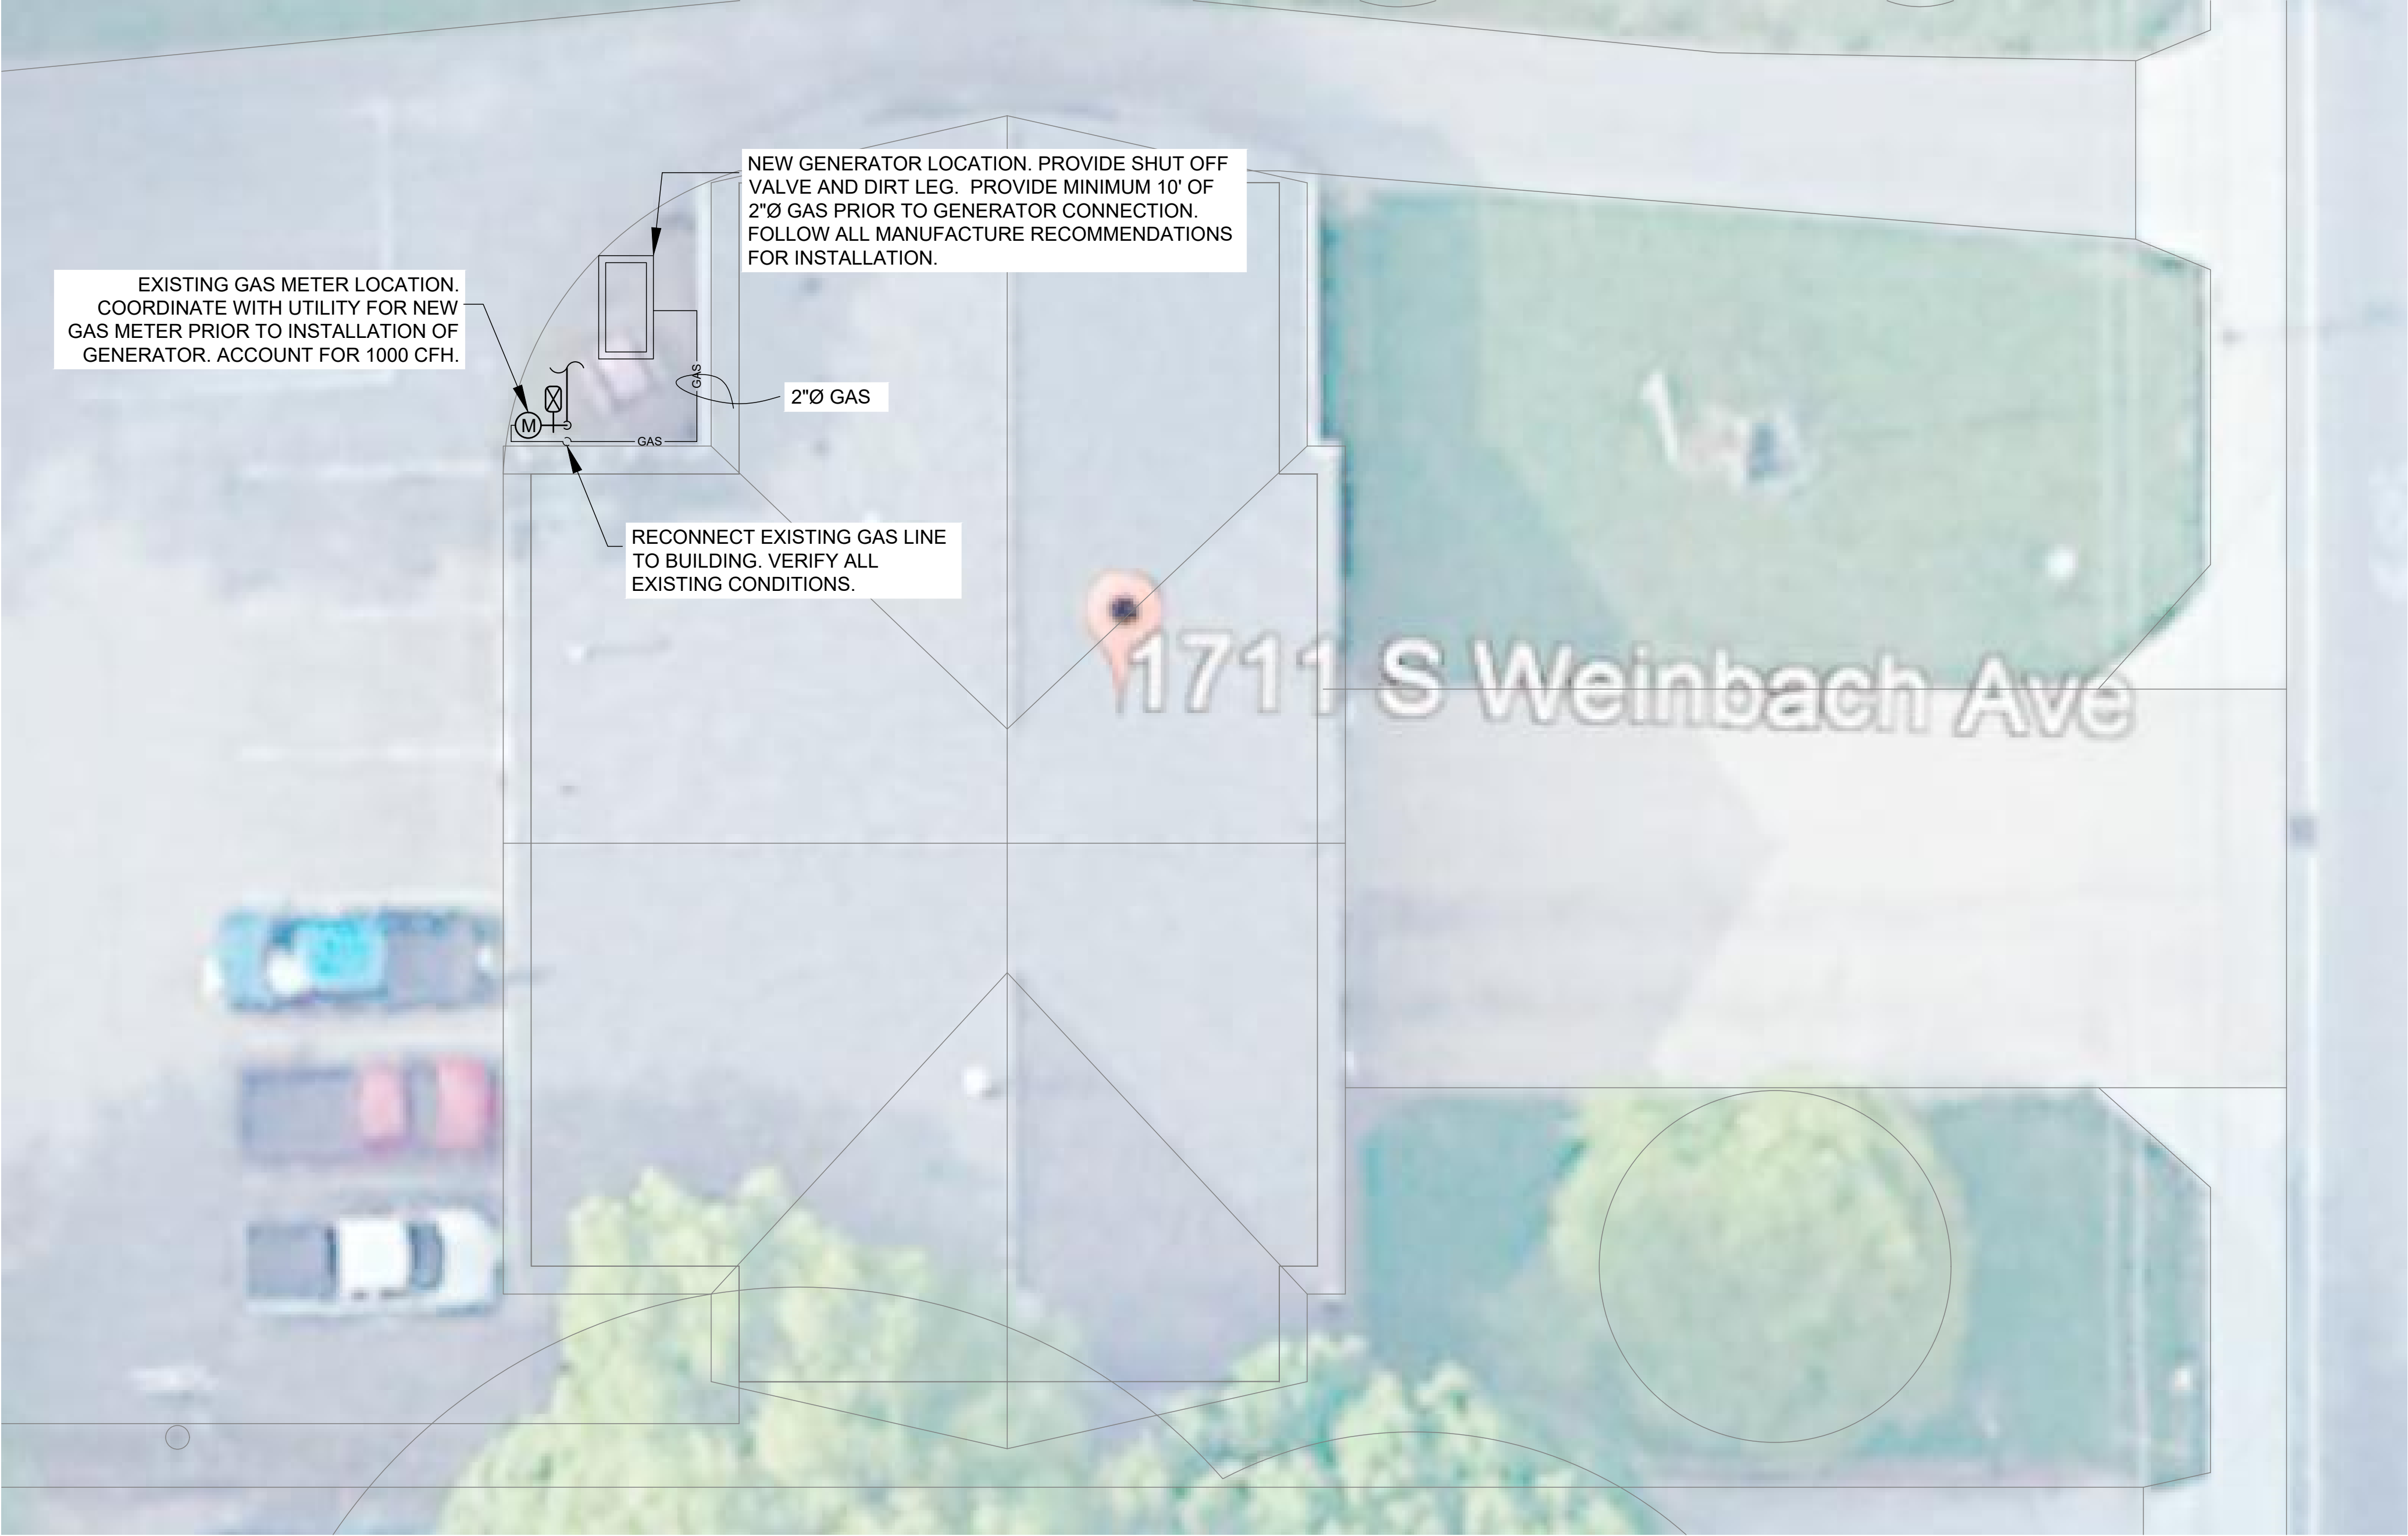 NEW GENERATOR LOCATION. PROVIDE SHUT OFF
VALVE AND DIRT LEG. PROVIDE MINIMUM 10' OF
2"Ø GAS PRIOR TO GENERATOR CONNECTION.
FOLLOW ALL MANUFACTURE RECOMMENDATIONS
FOR INSTALLATION.
EXISTING GAS METER LOCATION.
COORDINATE WITH UTILITY FOR NEW
GAS METER PRIOR TO INSTALLATION OF
GENERATOR. ACCOUNT FOR 1000 CFH.
GAS
2"Ø GAS
M
GAS
RECONNECT EXISTING GAS LINE
TO BUILDING. VERIFY ALL
EXISTING CONDITIONS.
1711 S Weinbach Ave